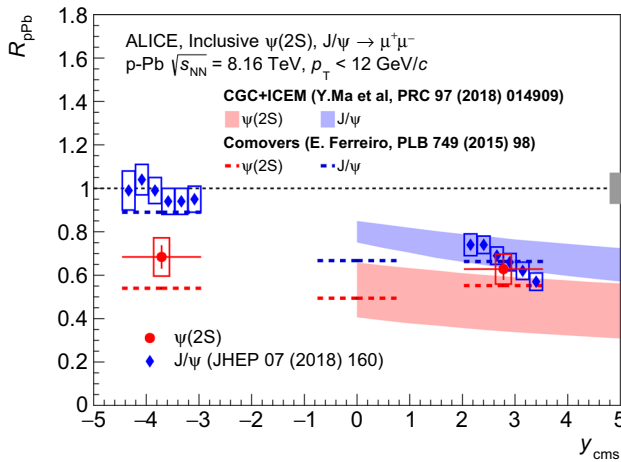 ALICE, Inclusive ψ(2S), J/ψ → μ⁺μ⁻
p-Pb √s_NN = 8.16 TeV, p_T < 12 GeV/c
CGC+ICEM (Y.Ma et al, PRC 97 (2018) 014909)
ψ(2S) J/ψ
Comovers (E. Ferreiro, PLB 749 (2015) 98)
ψ(2S) J/ψ
ψ(2S)
J/ψ (JHEP 07 (2018) 160)
R_pPb
1.8
1.6
1.4
1.2
1
0.8
0.6
0.4
0.2
0
−5 −4 −3 −2 −1 0 1 2 3 4 5
y_cms